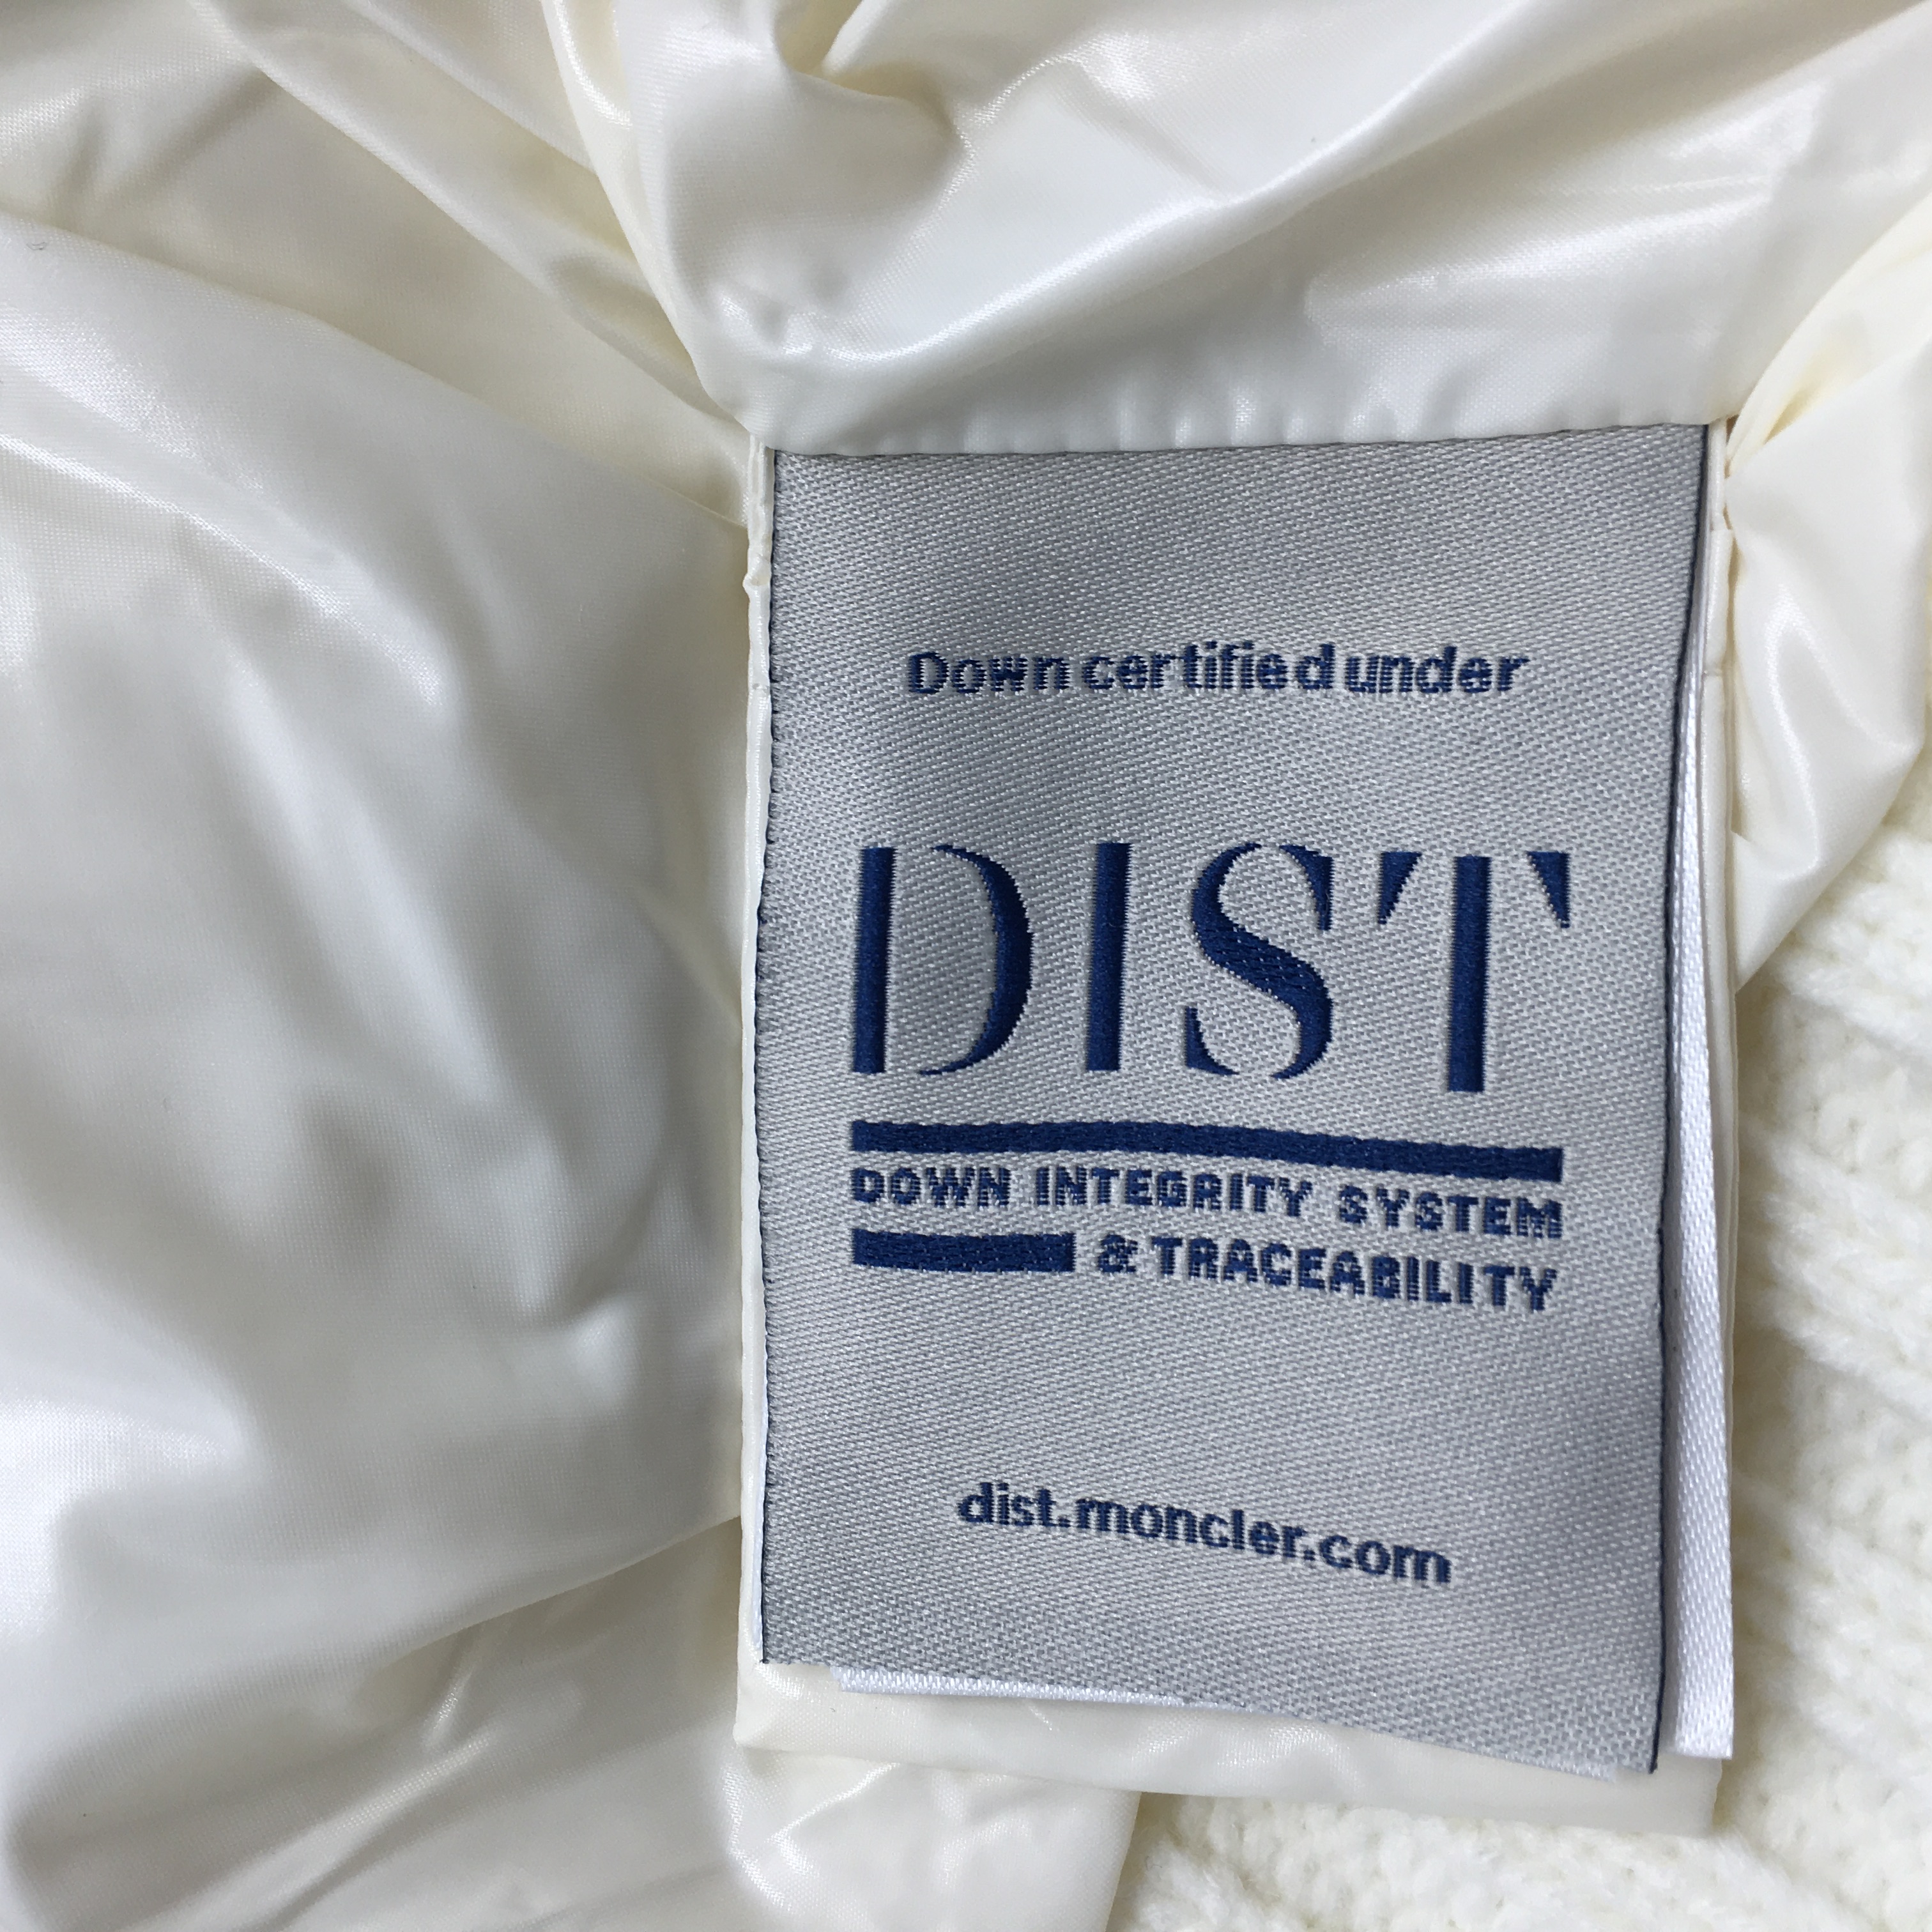 Down certified under
DIST
DOWN INTEGRITY SYSTEM
& TRACEABILITY
dist.moncler.com